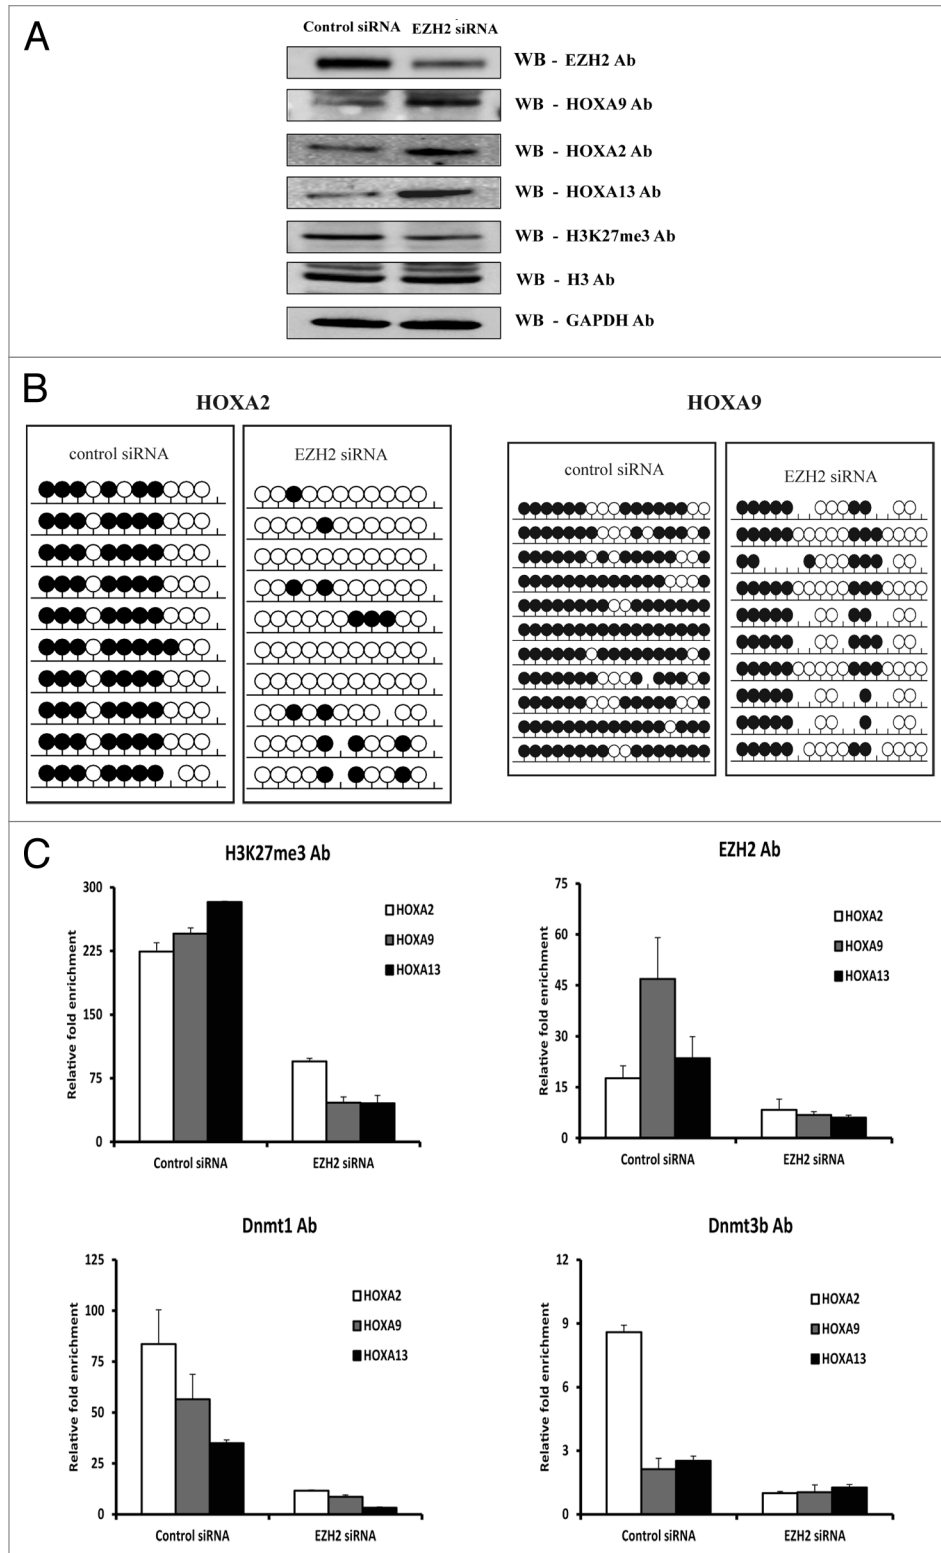 A
Control siRNA EZH2 siRNA
WB - EZH2 Ab
WB - HOXA9 Ab
WB - HOXA2 Ab
WB - HOXA13 Ab
WB - H3K27me3 Ab
WB - H3 Ab
WB - GAPDH Ab
B
HOXA2
HOXA9
control siRNA
EZH2 siRNA
control siRNA
EZH2 siRNA
C
H3K27me3 Ab
Relative fold enrichment
300
225
150
75
0
HOXA2
HOXA9
HOXA13
Control siRNA
EZH2 siRNA
EZH2 Ab
Relative fold enrichment
75
60
45
30
15
0
HOXA2
HOXA9
HOXA13
Control siRNA
EZH2 siRNA
Dnmt1 Ab
Relative fold enrichment
125
100
75
50
25
0
HOXA2
HOXA9
HOXA13
Control siRNA
EZH2 siRNA
Dnmt3b Ab
Relative fold enrichment
12
9
6
3
0
HOXA2
HOXA9
HOXA13
Control siRNA
EZH2 siRNA